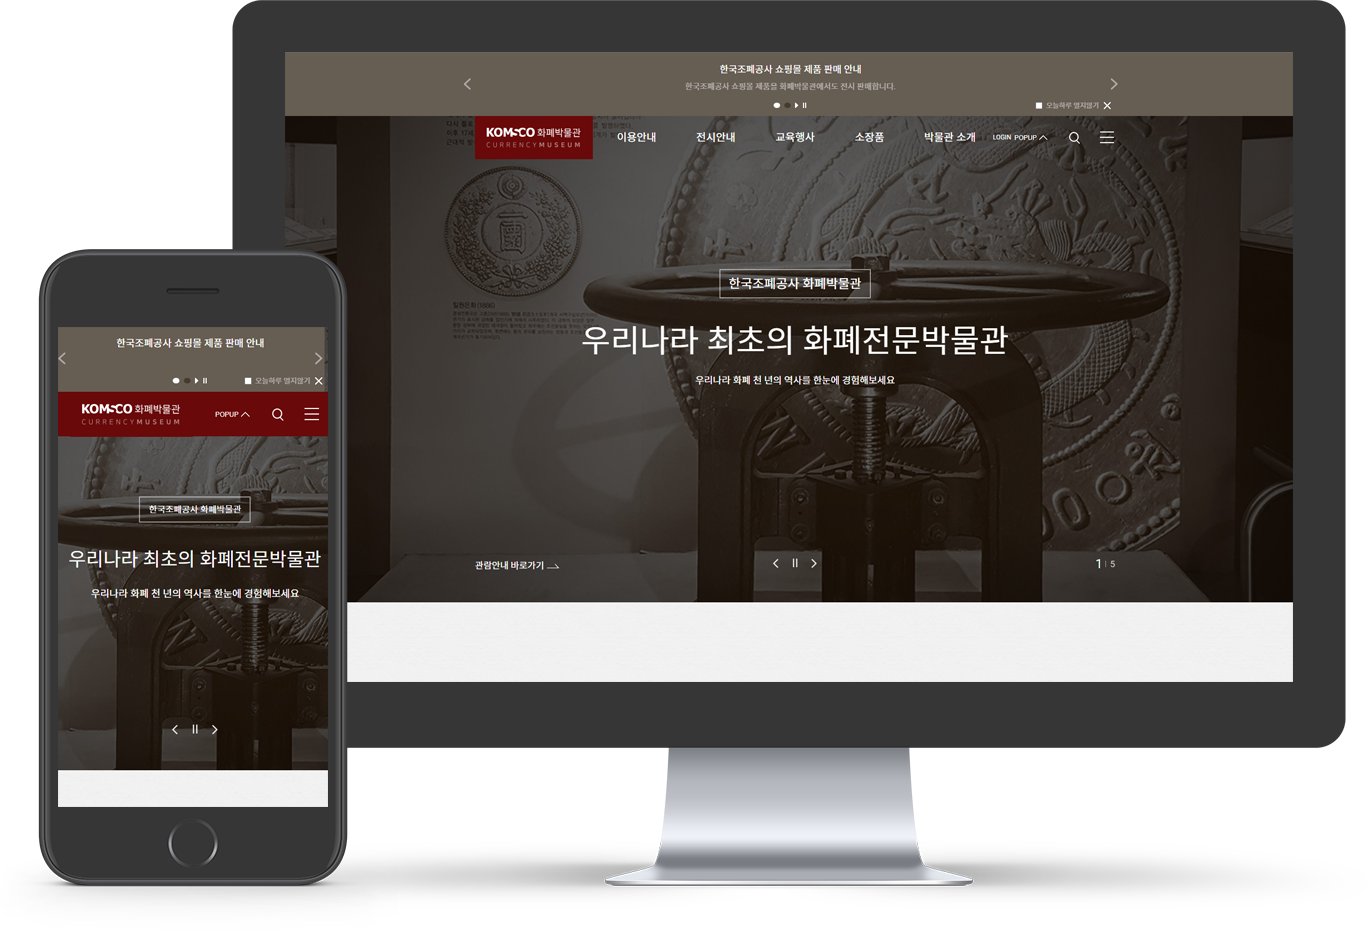 한국조폐공사 쇼핑몰 제품 판매 안내
한국조폐공사 쇼핑몰 제품을 화폐박물관에서도 전시 판매합니다.
오늘하루 열지않기
KOMSCO 화폐박물관
CURRENCY MUSEUM
이용안내 전시안내 교육행사 소장품 박물관 소개 LOGIN POPUP
한국조폐공사 화폐박물관
우리나라 최초의 화폐전문박물관
우리나라 화폐 천 년의 역사를 한눈에 경험해보세요
관람안내 바로가기
1 | 5
한국조폐공사 쇼핑몰 제품 판매 안내
오늘하루 열지않기
KOMSCO 화폐박물관
CURRENCY MUSEUM
POPUP
한국조폐공사 화폐박물관
우리나라 최초의 화폐전문박물관
우리나라 화폐 천 년의 역사를 한눈에 경험해보세요